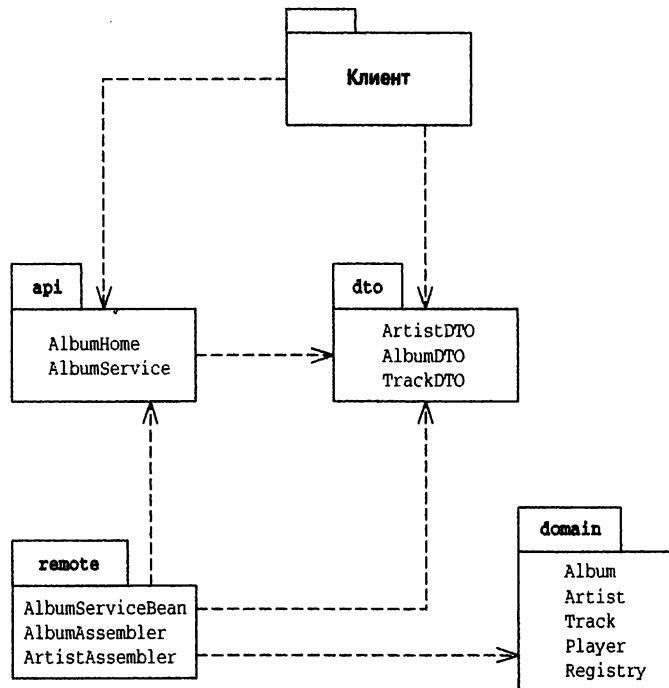 Клиент
api
AlbumHome
AlbumService
dto
ArtistDTO
AlbumDTO
TrackDTO
remote
AlbumServiceBean
AlbumAssembler
ArtistAssembler
domain
Album
Artist
Track
Player
Registry